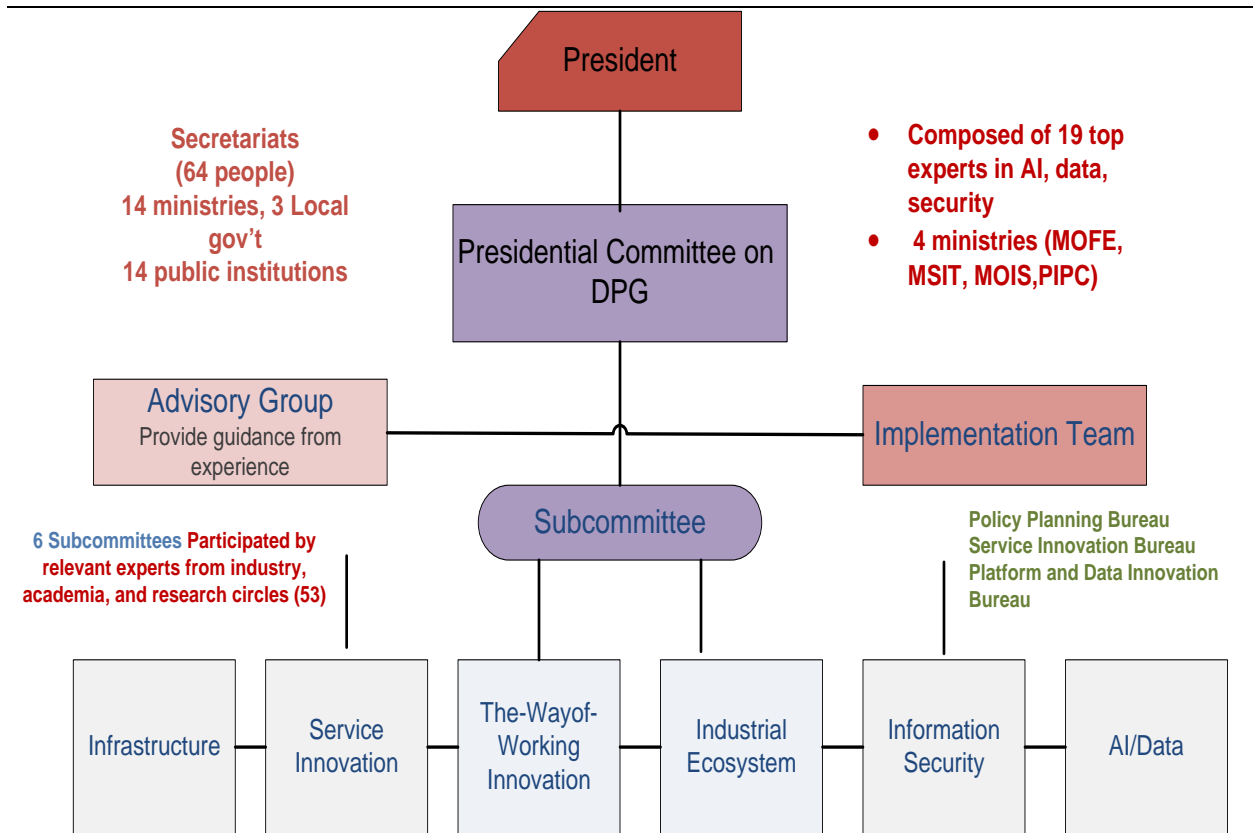 President
Secretariats
(64 people)
14 ministries, 3 Local
gov’t
14 public institutions
• Composed of 19 top
experts in AI, data,
security
• 4 ministries (MOFE,
MSIT, MOIS,PIPC)
Presidential Committee on
DPG
Advisory Group
Provide guidance from
experience
Implementation Team
Subcommittee
6 Subcommittees Participated by
relevant experts from industry,
academia, and research circles (53)
Policy Planning Bureau
Service Innovation Bureau
Platform and Data Innovation
Bureau
Infrastructure
Service
Innovation
The-Wayof-
Working
Innovation
Industrial
Ecosystem
Information
Security
AI/Data